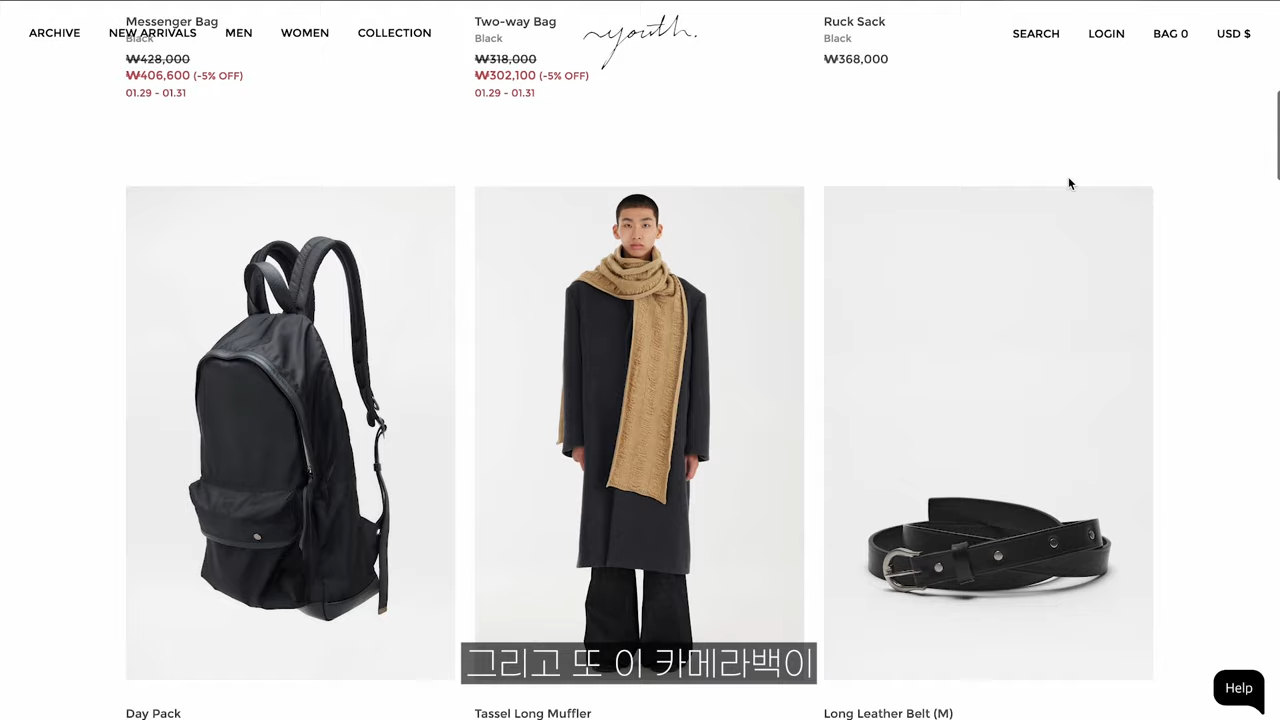 Messenger Bag
Two-way Bag
Ruck Sack
ARCHIVE
NEW ARRIVALS
MEN
WOMEN
COLLECTION
youth.
SEARCH
LOGIN
BAG 0
USD $
Black
Black
Black
₩428,000
₩318,000
₩368,000
₩406,600 (-5% OFF)
₩302,100 (-5% OFF)
01.29 - 01.31
01.29 - 01.31
그리고 또 이 카메라백이
Help
Day Pack
Tassel Long Muffler
Long Leather Belt (M)